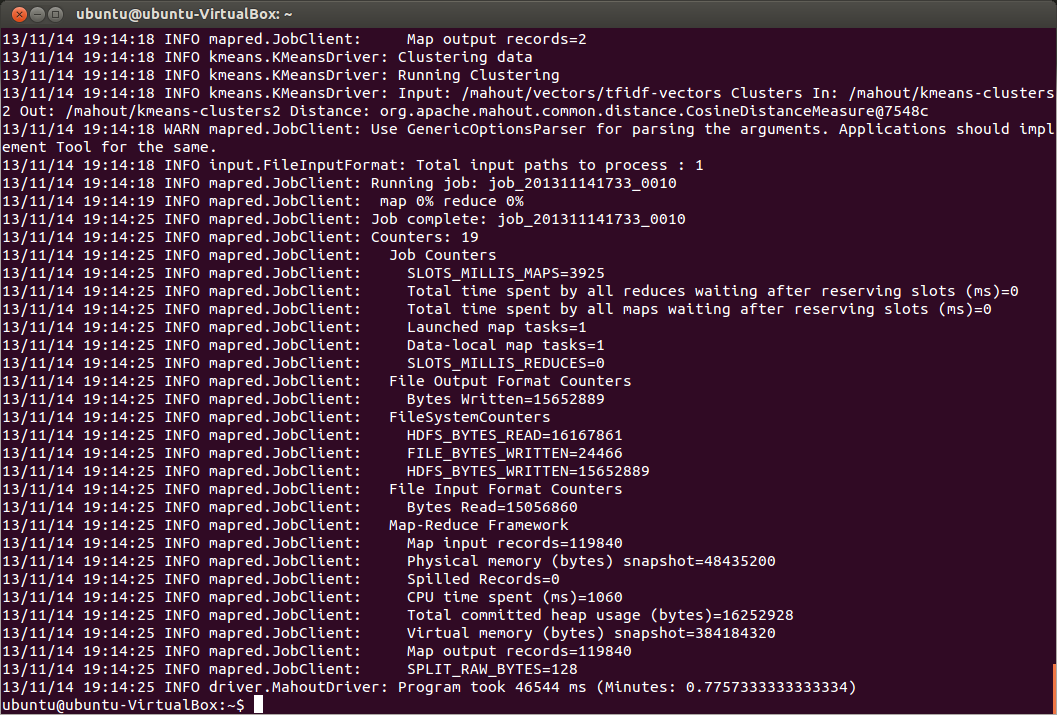 ubuntu@ubuntu-VirtualBox: ~
13/11/14 19:14:18 INFO mapred.JobClient:     Map output records=2
13/11/14 19:14:18 INFO kmeans.KMeansDriver: Clustering data
13/11/14 19:14:18 INFO kmeans.KMeansDriver: Running Clustering
13/11/14 19:14:18 INFO kmeans.KMeansDriver: Input: /mahout/vectors/tfidf-vectors Clusters In: /mahout/kmeans-clusters
2 Out: /mahout/kmeans-clusters2 Distance: org.apache.mahout.common.distance.CosineDistanceMeasure@7548c
13/11/14 19:14:18 WARN mapred.JobClient: Use GenericOptionsParser for parsing the arguments. Applications should impl
ement Tool for the same.
13/11/14 19:14:18 INFO input.FileInputFormat: Total input paths to process : 1
13/11/14 19:14:18 INFO mapred.JobClient: Running job: job_201311141733_0010
13/11/14 19:14:19 INFO mapred.JobClient:  map 0% reduce 0%
13/11/14 19:14:25 INFO mapred.JobClient: Job complete: job_201311141733_0010
13/11/14 19:14:25 INFO mapred.JobClient: Counters: 19
13/11/14 19:14:25 INFO mapred.JobClient:   Job Counters
13/11/14 19:14:25 INFO mapred.JobClient:     SLOTS_MILLIS_MAPS=3925
13/11/14 19:14:25 INFO mapred.JobClient:     Total time spent by all reduces waiting after reserving slots (ms)=0
13/11/14 19:14:25 INFO mapred.JobClient:     Total time spent by all maps waiting after reserving slots (ms)=0
13/11/14 19:14:25 INFO mapred.JobClient:     Launched map tasks=1
13/11/14 19:14:25 INFO mapred.JobClient:     Data-local map tasks=1
13/11/14 19:14:25 INFO mapred.JobClient:     SLOTS_MILLIS_REDUCES=0
13/11/14 19:14:25 INFO mapred.JobClient:   File Output Format Counters
13/11/14 19:14:25 INFO mapred.JobClient:     Bytes Written=15652889
13/11/14 19:14:25 INFO mapred.JobClient:   FileSystemCounters
13/11/14 19:14:25 INFO mapred.JobClient:     HDFS_BYTES_READ=16167861
13/11/14 19:14:25 INFO mapred.JobClient:     FILE_BYTES_WRITTEN=24466
13/11/14 19:14:25 INFO mapred.JobClient:     HDFS_BYTES_WRITTEN=15652889
13/11/14 19:14:25 INFO mapred.JobClient:   File Input Format Counters
13/11/14 19:14:25 INFO mapred.JobClient:     Bytes Read=15056860
13/11/14 19:14:25 INFO mapred.JobClient:   Map-Reduce Framework
13/11/14 19:14:25 INFO mapred.JobClient:     Map input records=119840
13/11/14 19:14:25 INFO mapred.JobClient:     Physical memory (bytes) snapshot=48435200
13/11/14 19:14:25 INFO mapred.JobClient:     Spilled Records=0
13/11/14 19:14:25 INFO mapred.JobClient:     CPU time spent (ms)=1060
13/11/14 19:14:25 INFO mapred.JobClient:     Total committed heap usage (bytes)=16252928
13/11/14 19:14:25 INFO mapred.JobClient:     Virtual memory (bytes) snapshot=384184320
13/11/14 19:14:25 INFO mapred.JobClient:     Map output records=119840
13/11/14 19:14:25 INFO mapred.JobClient:     SPLIT_RAW_BYTES=128
13/11/14 19:14:25 INFO driver.MahoutDriver: Program took 46544 ms (Minutes: 0.7757333333333334)
ubuntu@ubuntu-VirtualBox:~$